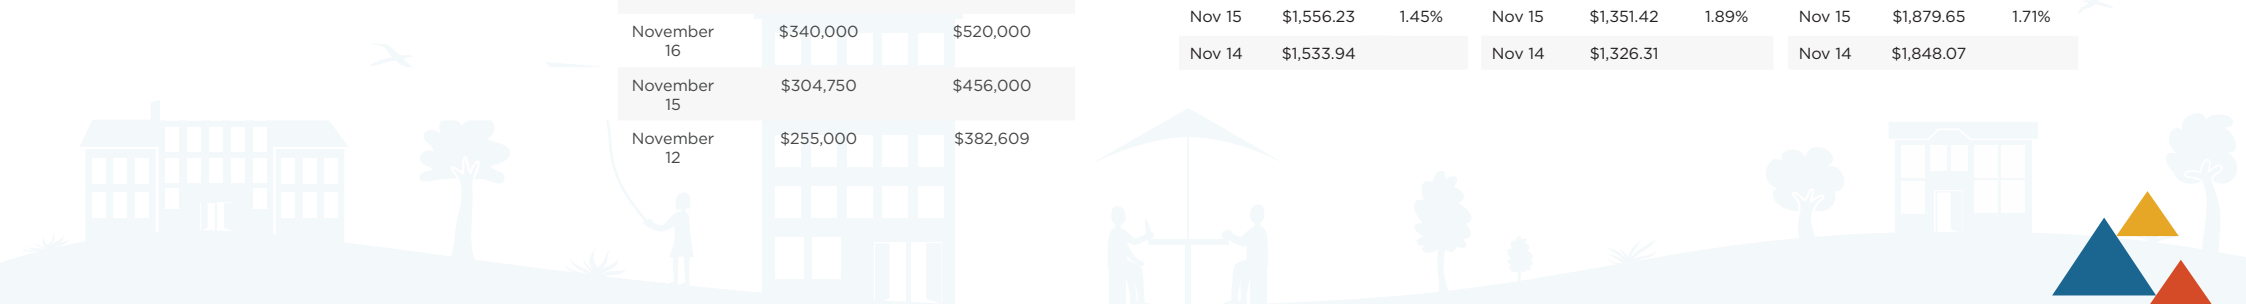 November $340,000 $520,000
16
November $304,750 $456,000
15
November $255,000 $382,609
12
Nov 15 $1,556.23 1.45% Nov 15 $1,351.42 1.89% Nov 15 $1,879.65 1.71%
Nov 14 $1,533.94 Nov 14 $1,326.31 Nov 14 $1,848.07